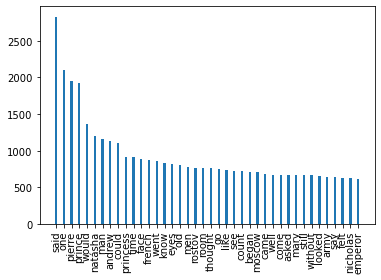 2500
2000
1500
1000
500
0
said
one
pierre
prince
would
natasha
man
andrew
could
princess
time
face
french
went
know
eyes
old
men
rostov
room
thought
go
like
see
count
began
moscow
came
well
come
asked
mary
still
without
looked
army
say
felt
nicholas
emperor